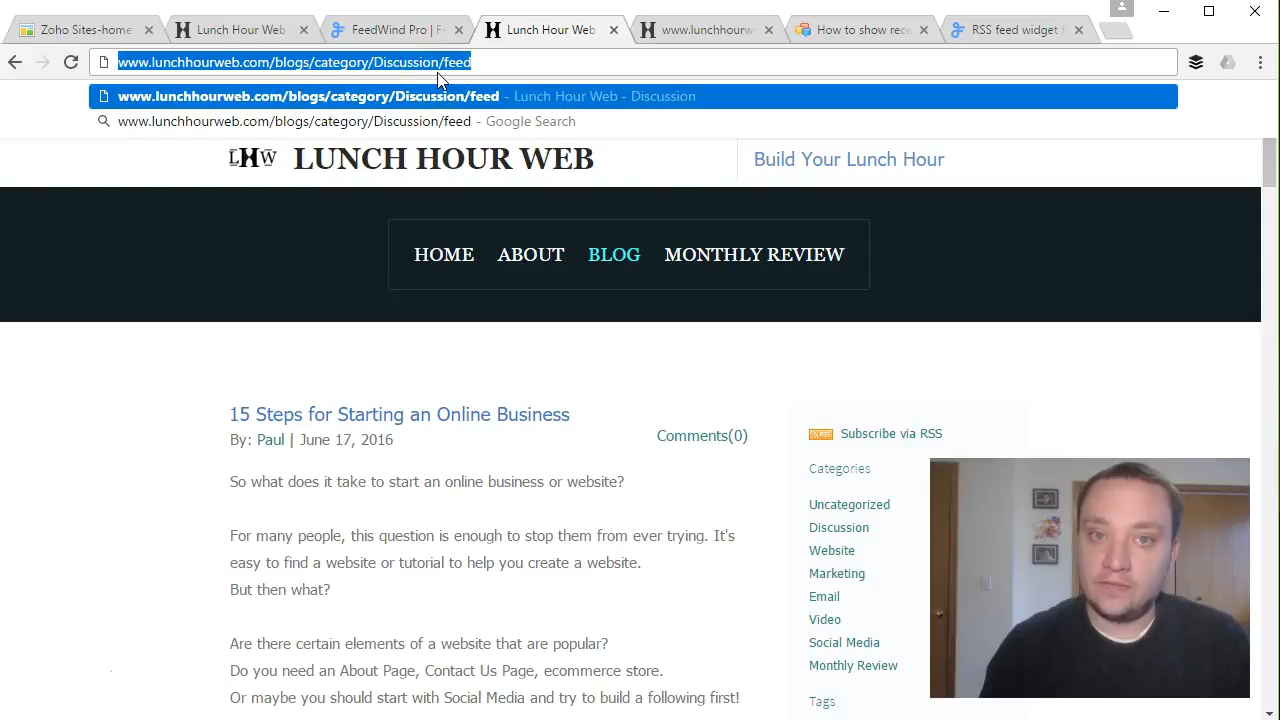 Zoho Sites-home
Lunch Hour Web
FeedWind Pro | F
Lunch Hour Web
www.lunchhourw
How to show rece
RSS feed widget f
www.lunchhourweb.com/blogs/category/Discussion/feed
www.lunchhourweb.com/blogs/category/Discussion/feed - Lunch Hour Web - Discussion
www.lunchhourweb.com/blogs/category/Discussion/feed - Google Search
LHW LUNCH HOUR WEB
Build Your Lunch Hour
HOME ABOUT BLOG MONTHLY REVIEW
15 Steps for Starting an Online Business
By: Paul | June 17, 2016
Comments(0)
So what does it take to start an online business or website?
For many people, this question is enough to stop them from ever trying. It's
easy to find a website or tutorial to help you create a website.
But then what?
Are there certain elements of a website that are popular?
Do you need an About Page, Contact Us Page, ecommerce store.
Or maybe you should start with Social Media and try to build a following first!
RSS Subscribe via RSS
Categories
Uncategorized
Discussion
Website
Marketing
Email
Video
Social Media
Monthly Review
Tags